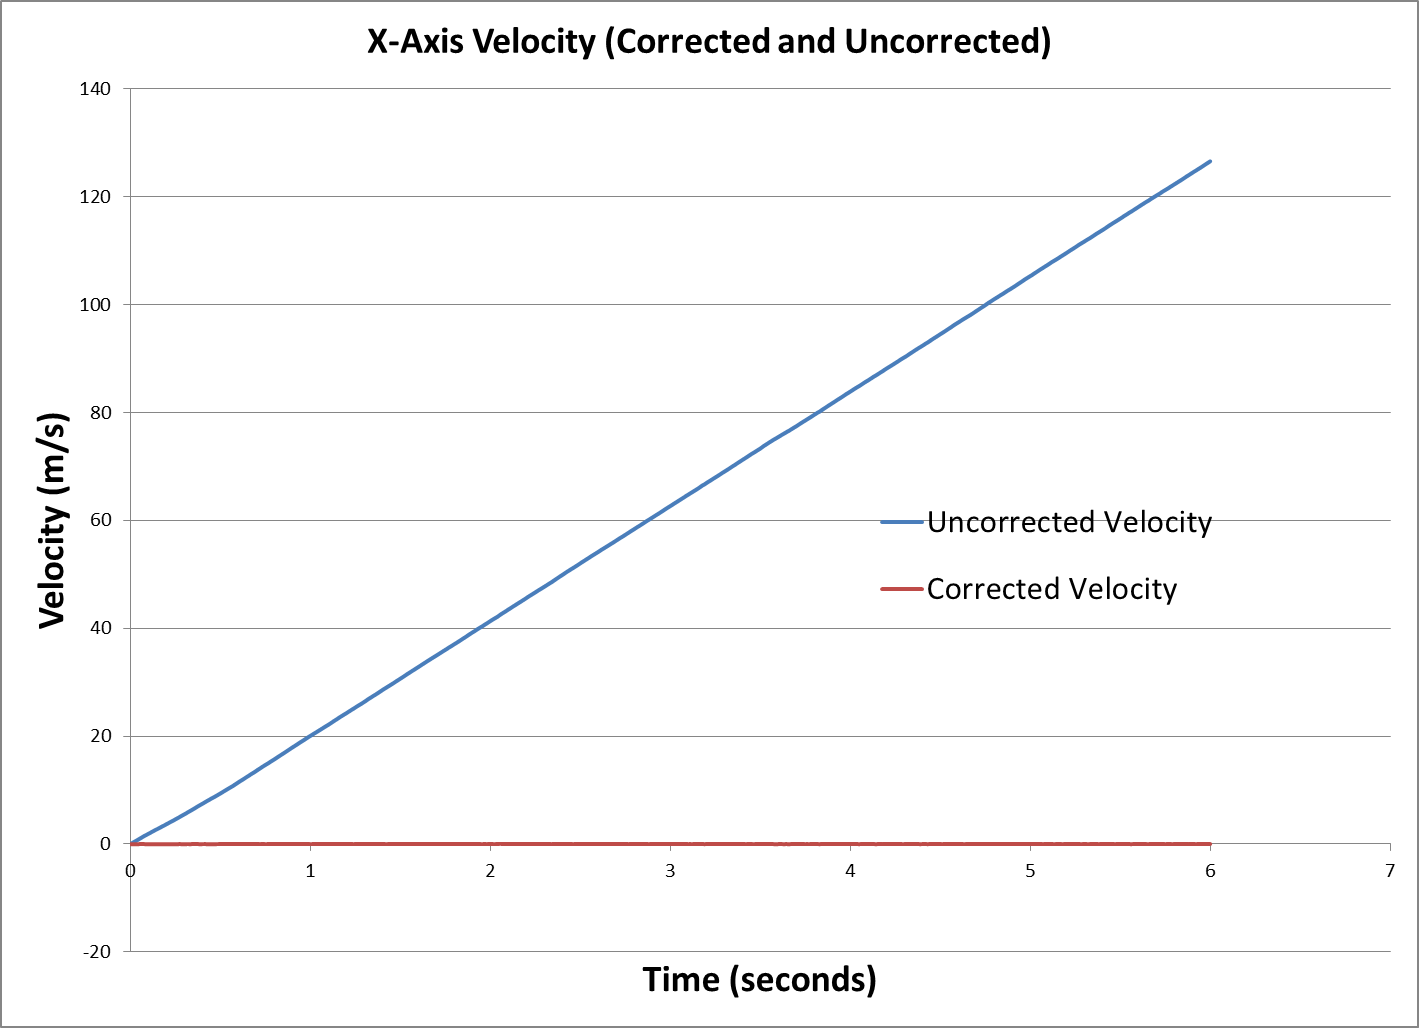 X-Axis Velocity (Corrected and Uncorrected)
140
120
100
80
60
40
20
0
-20
Velocity (m/s)
Uncorrected Velocity
Corrected Velocity
0 1 2 3 4 5 6 7
Time (seconds)